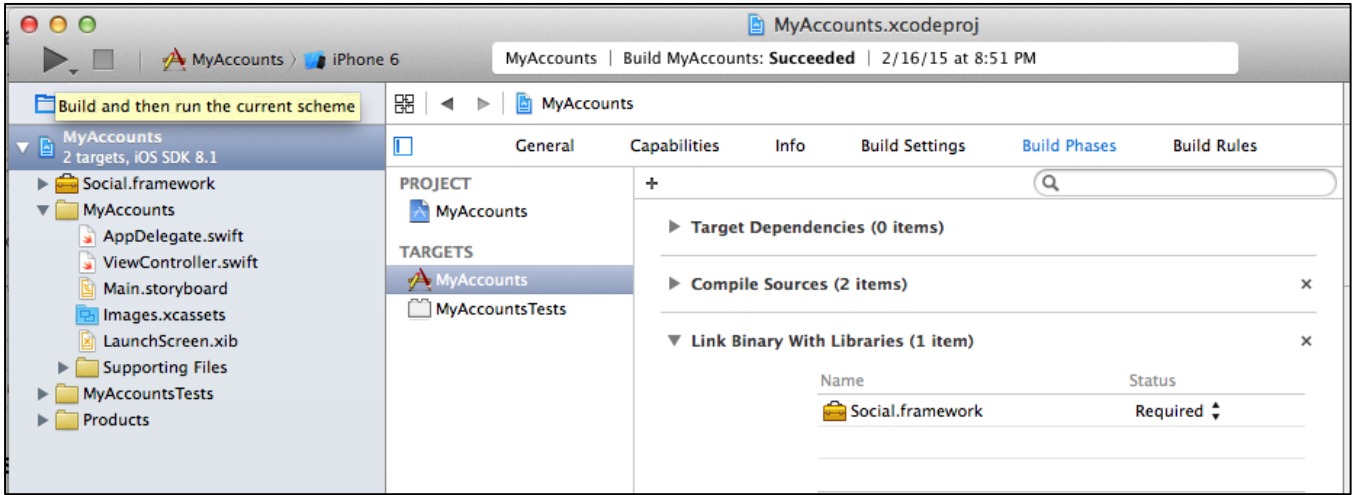 MyAccounts.xcodeproj
MyAccounts 〉 iPhone 6
MyAccounts | Build MyAccounts: Succeeded | 2/16/15 at 8:51 PM
Build and then run the current scheme
MyAccounts
MyAccounts
2 targets, iOS SDK 8.1
Social.framework
MyAccounts
AppDelegate.swift
ViewController.swift
Main.storyboard
Images.xcassets
LaunchScreen.xib
Supporting Files
MyAccountsTests
Products
General Capabilities Info Build Settings Build Phases Build Rules
PROJECT
MyAccounts
TARGETS
MyAccounts
MyAccountsTests
+
Target Dependencies (0 items)
Compile Sources (2 items) ×
Link Binary With Libraries (1 item) ×
Name Status
Social.framework Required